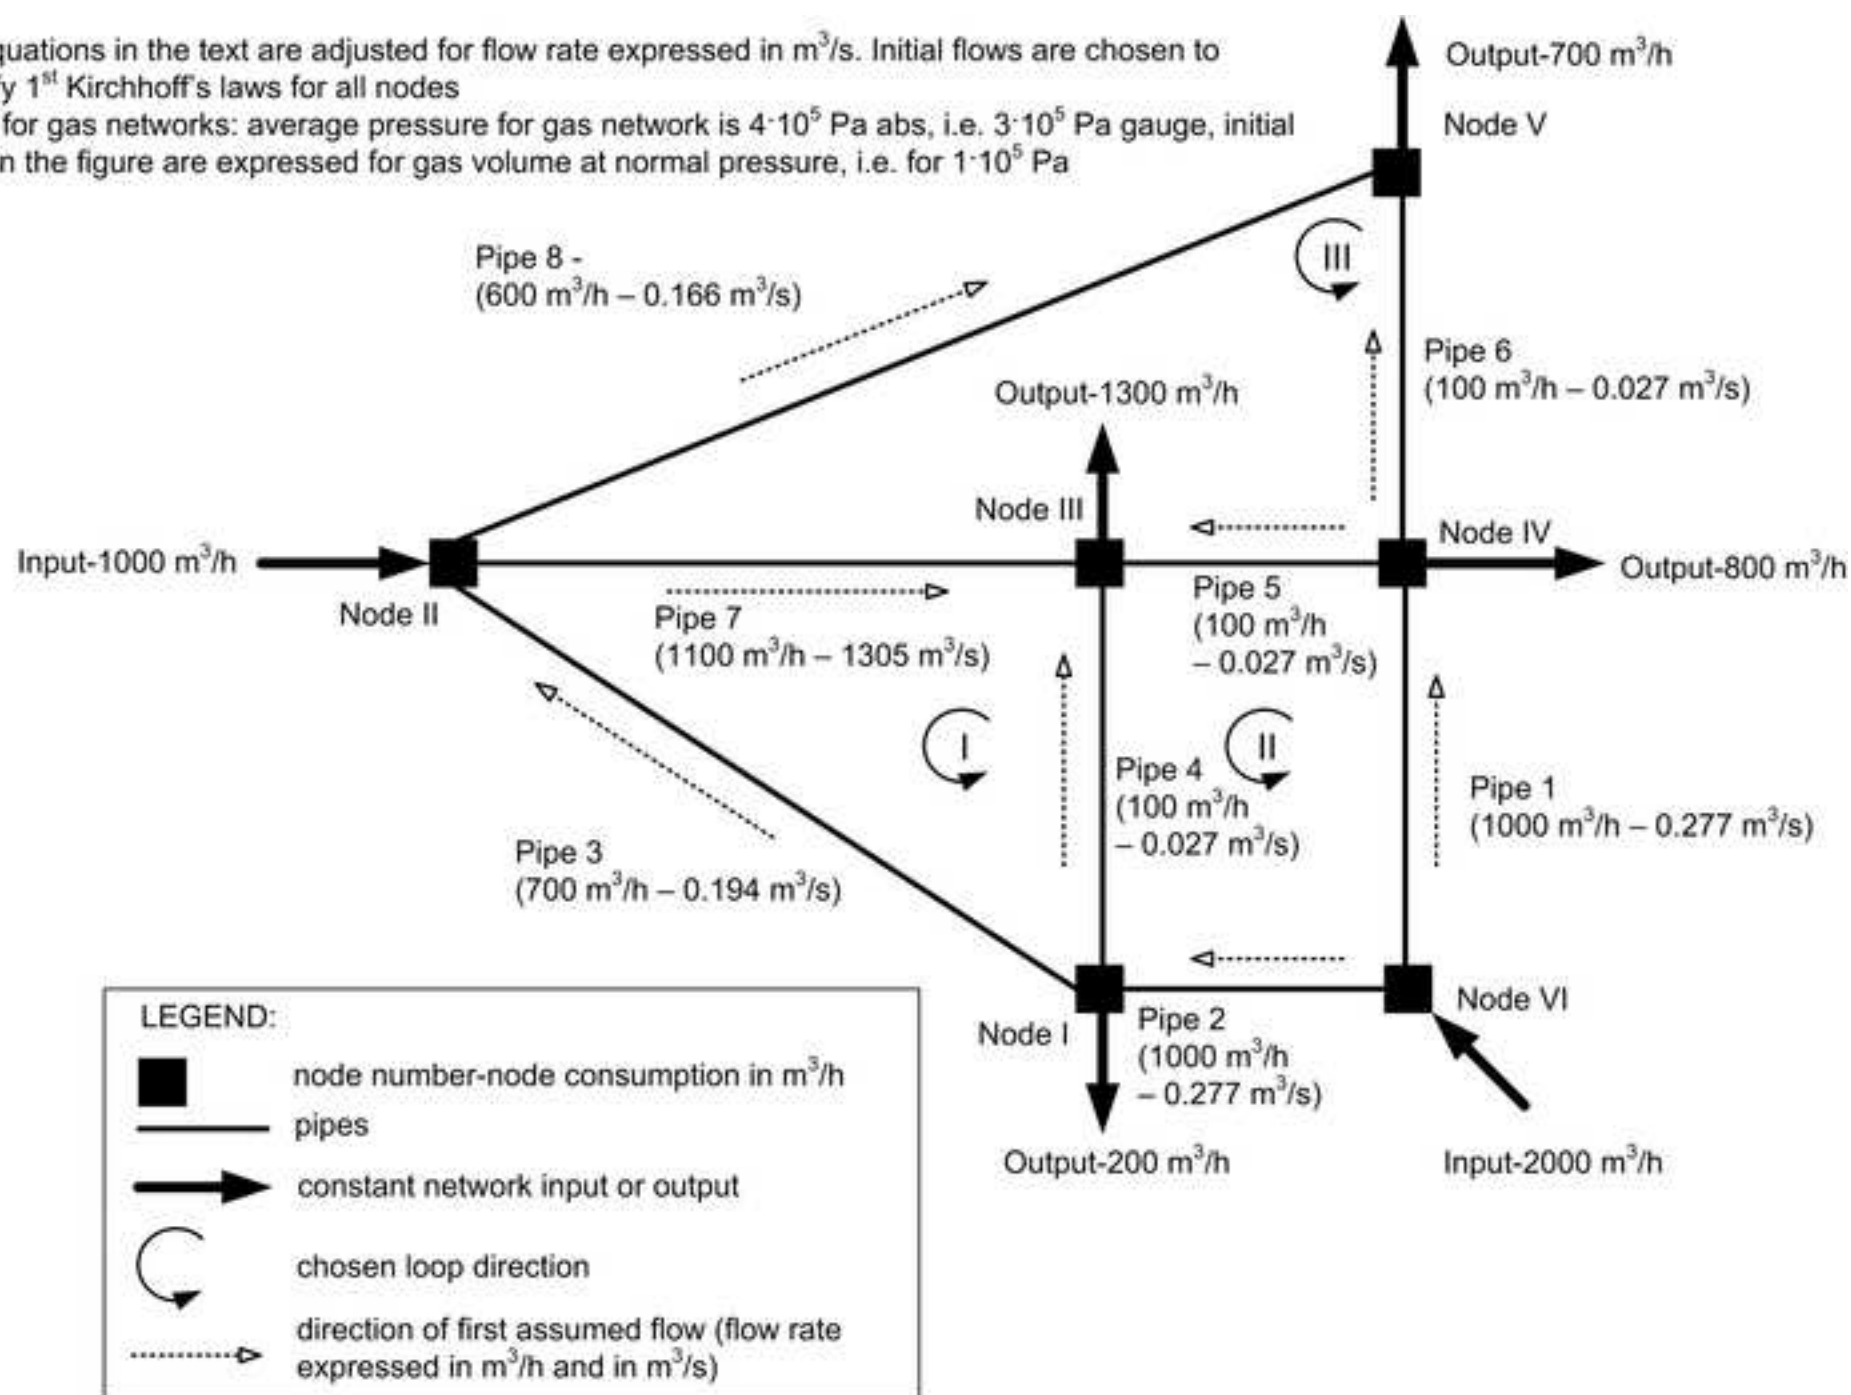 quations in the text are adjusted for flow rate expressed in m³/s. Initial flows are chosen to
y 1ˢᵗ Kirchhoff's laws for all nodes
for gas networks: average pressure for gas network is 4·10⁵ Pa abs, i.e. 3·10⁵ Pa gauge, initial
n the figure are expressed for gas volume at normal pressure, i.e. for 1·10⁵ Pa
Output-700 m³/h
Node V
III
Pipe 8 -
(600 m³/h – 0.166 m³/s)
Pipe 6
(100 m³/h – 0.027 m³/s)
Output-1300 m³/h
Node III
Node IV
Input-1000 m³/h
Output-800 m³/h
Node II
Pipe 7
(1100 m³/h – 1305 m³/s)
Pipe 5
(100 m³/h
– 0.027 m³/s)
I
II
Pipe 4
(100 m³/h
– 0.027 m³/s)
Pipe 1
(1000 m³/h – 0.277 m³/s)
Pipe 3
(700 m³/h – 0.194 m³/s)
Node I
Pipe 2
(1000 m³/h
– 0.277 m³/s)
Node VI
Output-200 m³/h
Input-2000 m³/h
LEGEND:
node number-node consumption in m³/h
pipes
constant network input or output
chosen loop direction
direction of first assumed flow (flow rate
expressed in m³/h and in m³/s)